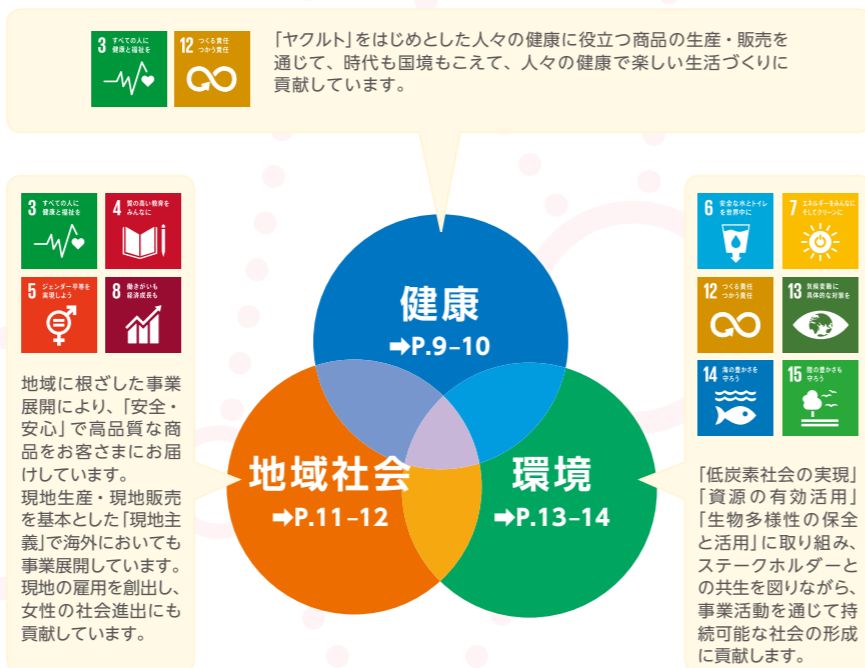 3 すべての人に
健康と福祉を
12 つくる責任
つかう責任
「ヤクルト」をはじめとした人々の健康に役立つ商品の生産・販売を
通じて、時代も国境もこえて、人々の健康で楽しい生活づくりに
貢献しています。
3 すべての人に
健康と福祉を
4 質の高い教育を
みんなに
5 ジェンダー平等を
実現しよう
8 働きがいも
経済成長も
地域に根ざした事業
展開により、「安全・
安心」で高品質な商
品をお客さまにお届
けしています。
現地生産・現地販売
を基本とした「現地主
義」で海外においても
事業展開しています。
現地の雇用を創出し、
女性の社会進出にも
貢献しています。
健康
➡P.9–10
地域社会
➡P.11–12
環境
➡P.13–14
6 安全な水とトイレ
を世界中に
7 エネルギーをみんなに
そしてクリーンに
12 つくる責任
つかう責任
13 気候変動に
具体的な対策を
14 海の豊かさを
守ろう
15 陸の豊かさも
守ろう
「低炭素社会の実現」
「資源の有効活用」
「生物多様性の保全
と活用」に取り組み、
ステークホルダーと
の共生を図りながら、
事業活動を通じて持
続可能な社会の形成
に貢献します。